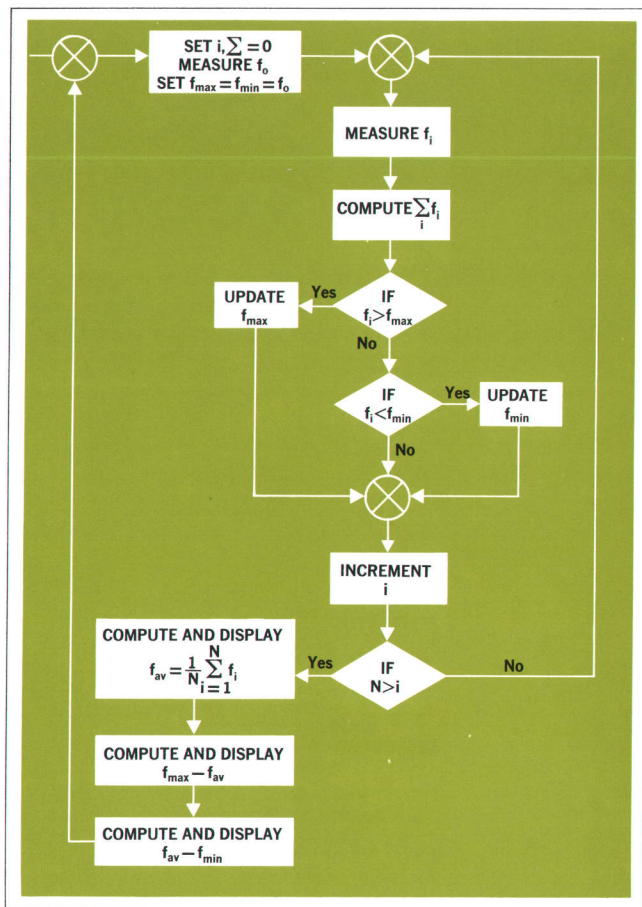 SET i, ∑ = 0
MEASURE fo
SET fmax = fmin = fo
MEASURE fi
COMPUTE ∑ fi
i
IF
fi > fmax
Yes
UPDATE
fmax
No
IF
fi < fmin
Yes
UPDATE
fmin
No
INCREMENT
i
IF
N > i
No
Yes
COMPUTE AND DISPLAY
fav = 1/N ∑ fi
N
i = 1
COMPUTE AND DISPLAY
fmax − fav
COMPUTE AND DISPLAY
fav − fmin